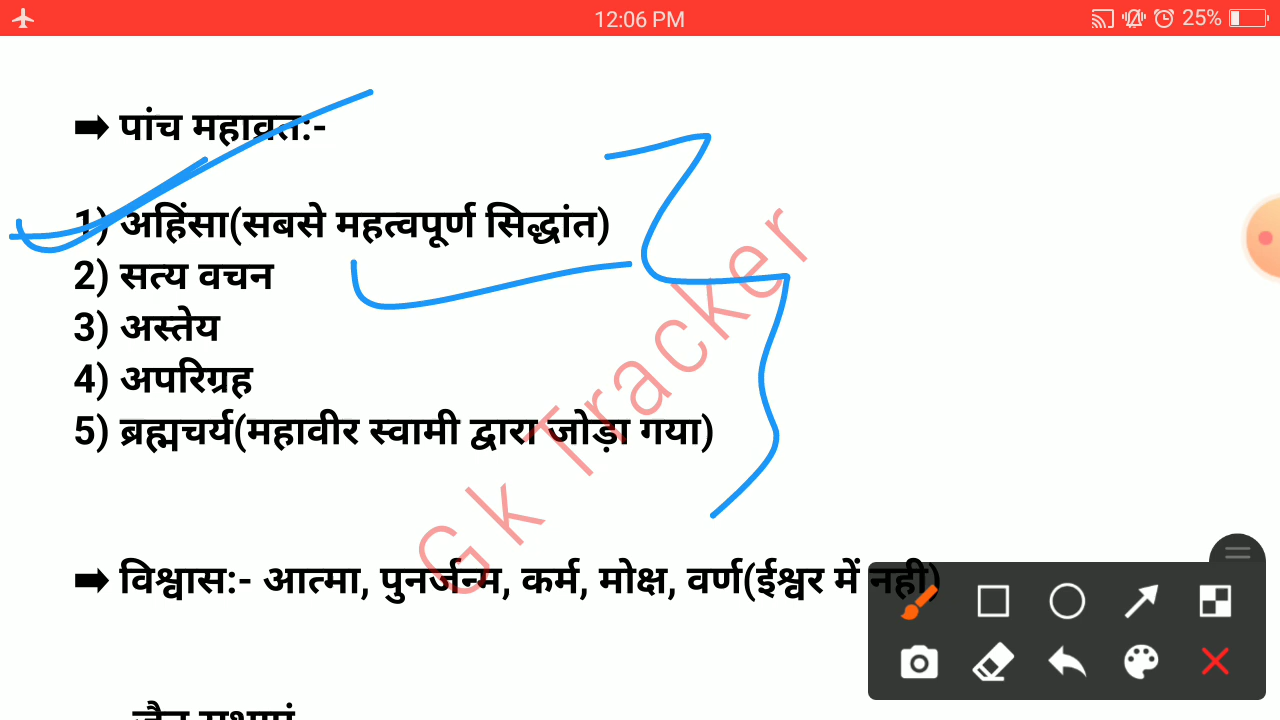 12:06 PM
25%
➡ पांच महाव्रत:-
1) अहिंसा(सबसे महत्वपूर्ण सिद्धांत)
2) सत्य वचन
3) अस्तेय
4) अपरिग्रह
5) ब्रह्मचर्य(महावीर स्वामी द्वारा जोड़ा गया)
Gk Tracker
➡ विश्वास:- आत्मा, पुनर्जन्म, कर्म, मोक्ष, वर्ण(ईश्वर में नही)